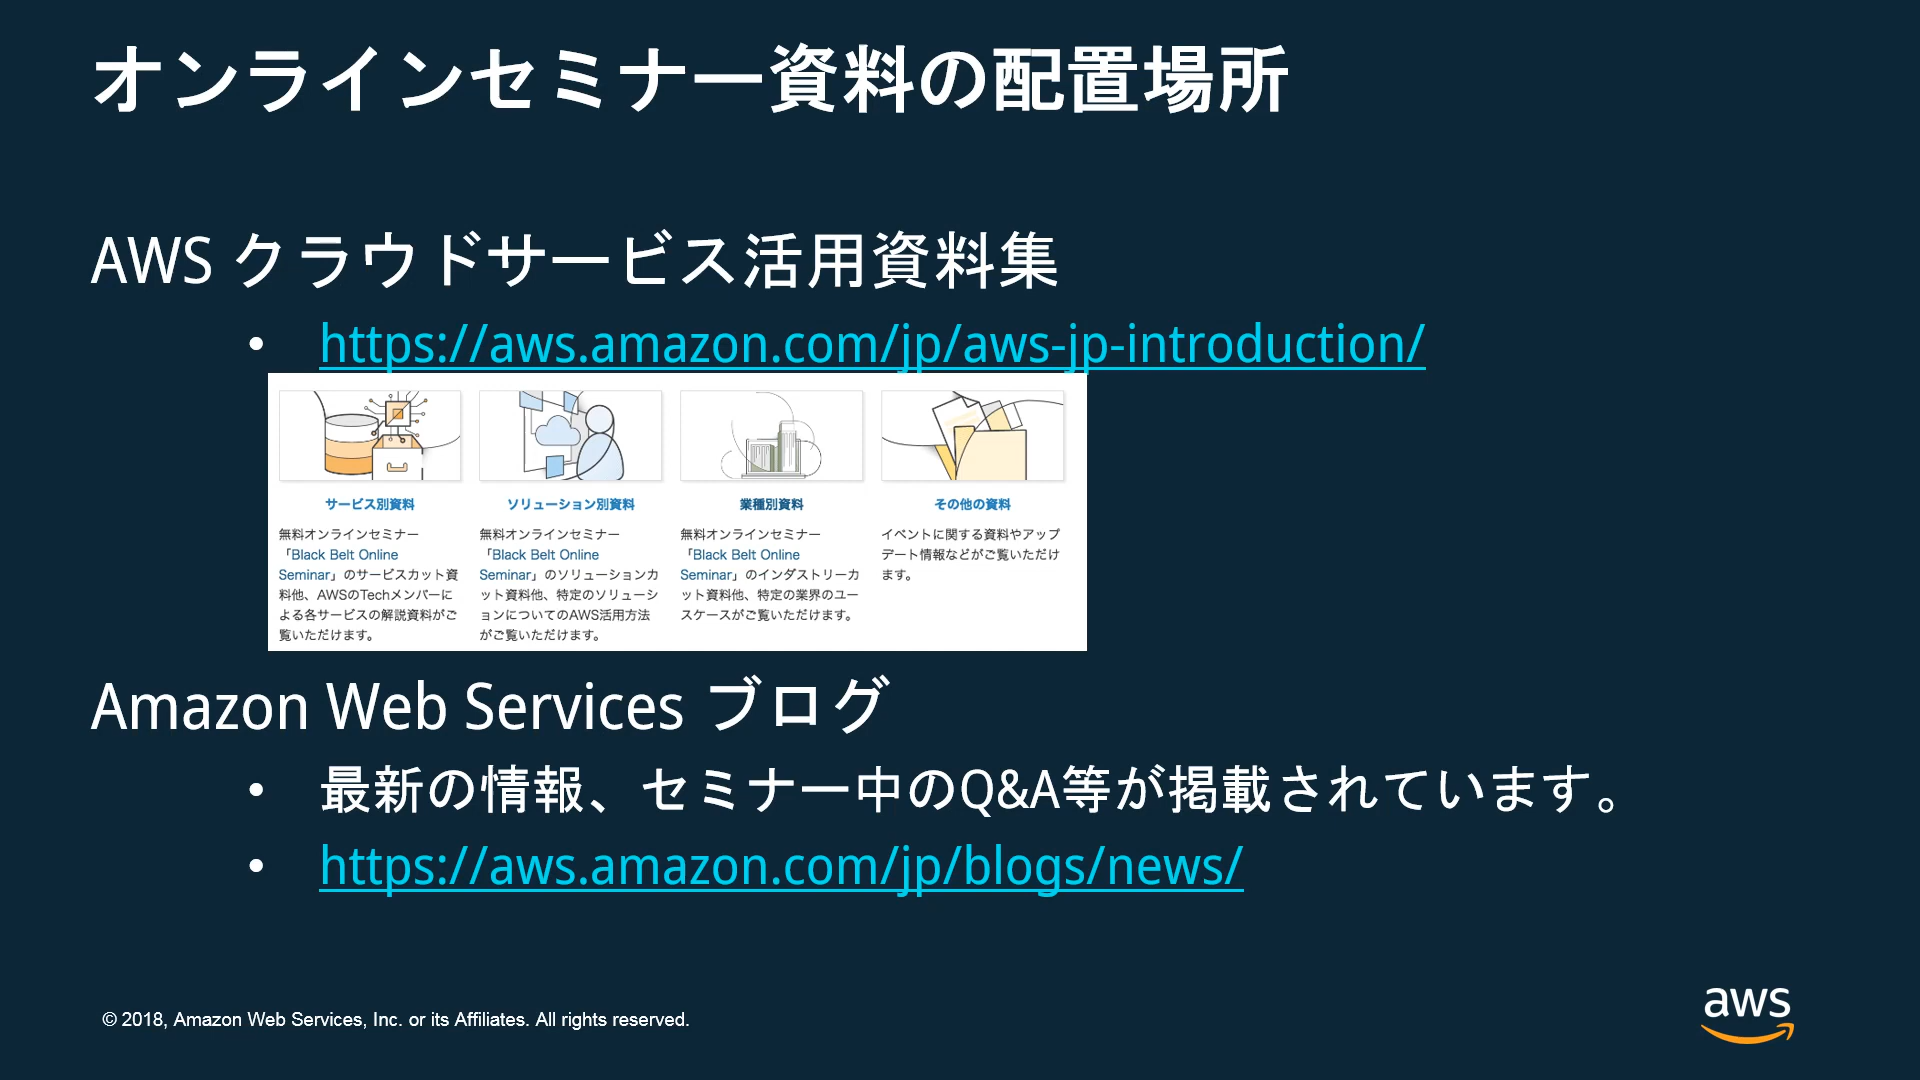 オンラインセミナー資料の配置場所
AWS クラウドサービス活用資料集
• https://aws.amazon.com/jp/aws-jp-introduction/
サービス別資料
無料オンラインセミナー
「Black Belt Online
Seminar」のサービスカット資
料他、AWSのTechメンバーに
よる各サービスの解説資料がご
覧いただけます。
ソリューション別資料
無料オンラインセミナー
「Black Belt Online
Seminar」のソリューションカ
ット資料他、特定のソリューシ
ョンについてのAWS活用方法
がご覧いただけます。
業種別資料
無料オンラインセミナー
「Black Belt Online
Seminar」のインダストリーカ
ット資料他、特定の業界のユー
スケースがご覧いただけます。
その他の資料
イベントに関する資料やアップ
デート情報などがご覧いただけ
ます。
Amazon Web Services ブログ
• 最新の情報、セミナー中のQ&A等が掲載されています。
• https://aws.amazon.com/jp/blogs/news/
© 2018, Amazon Web Services, Inc. or its Affiliates. All rights reserved.
aws